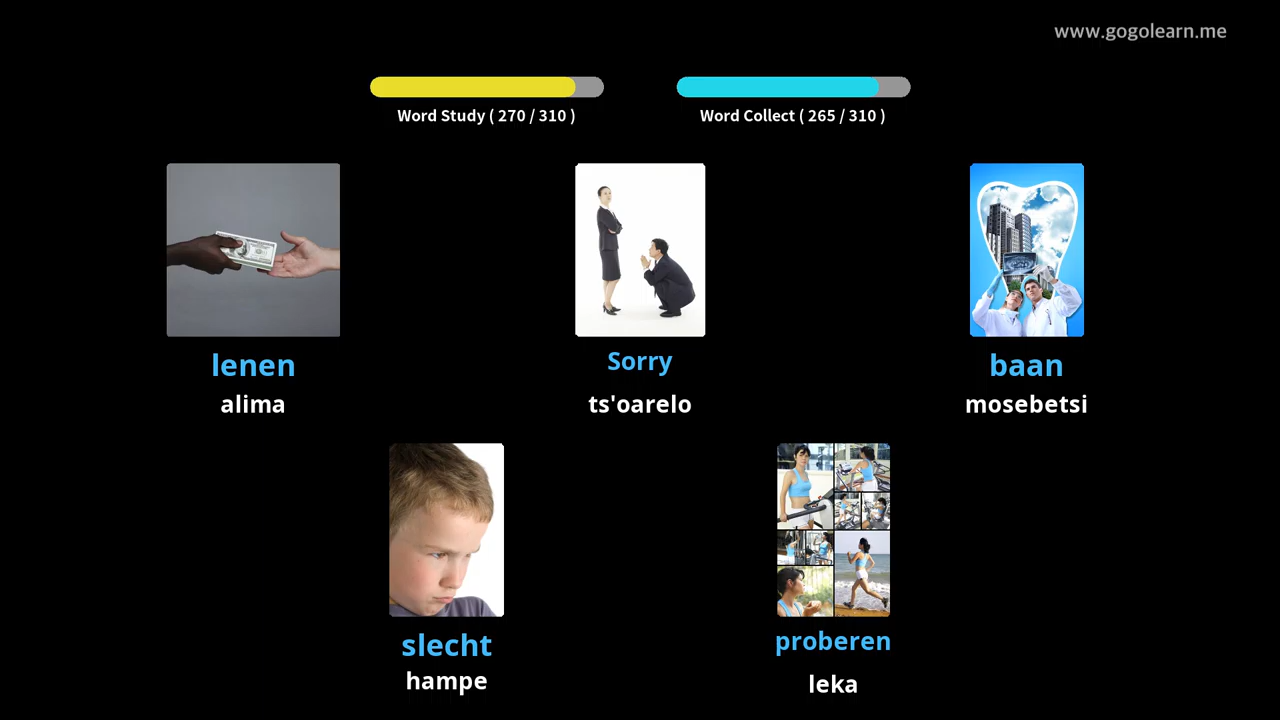 www.gogolearn.me
Word Study ( 270 / 310 )
Word Collect ( 265 / 310 )
lenen
alima
Sorry
ts'oarelo
baan
mosebetsi
slecht
hampe
proberen
leka